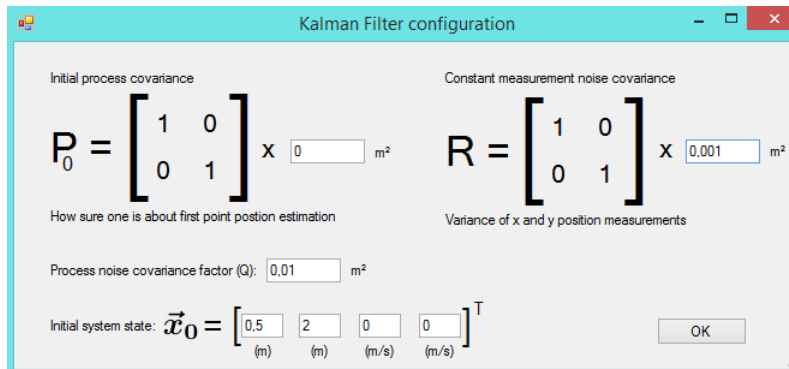 Kalman Filter configuration
Initial process covariance
P0 = [1 0
0 1] x 0 m²
How sure one is about first point postion estimation
Constant measurement noise covariance
R = [1 0
0 1] x 0,001 m²
Variance of x and y position measurements
Process noise covariance factor (Q): 0,01 m²
Initial system state: x⃗0 = [0,5 2 0 0]T
(m) (m) (m/s) (m/s)
OK